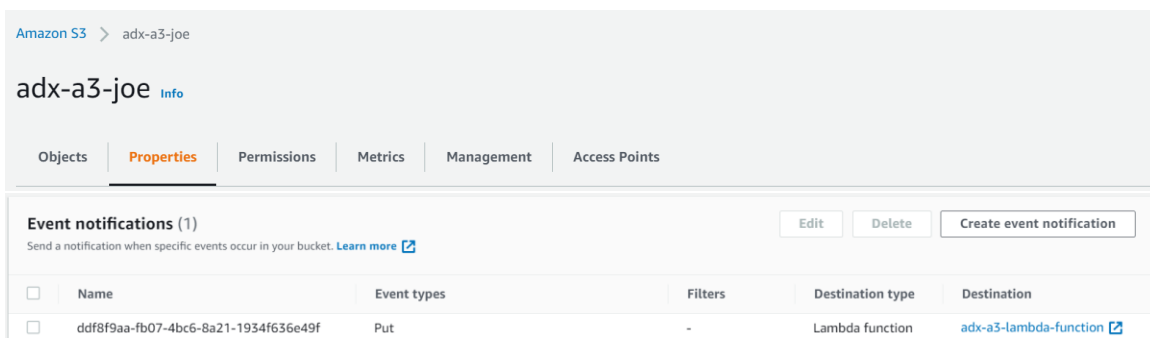 Amazon S3 > adx-a3-joe
adx-a3-joe Info
Objects Properties Permissions Metrics Management Access Points
Event notifications (1) Edit Delete Create event notification
Send a notification when specific events occur in your bucket. Learn more
Name Event types Filters Destination type Destination
ddf8f9aa-fb07-4bc6-8a21-1934f636e49f Put - Lambda function adx-a3-lambda-function